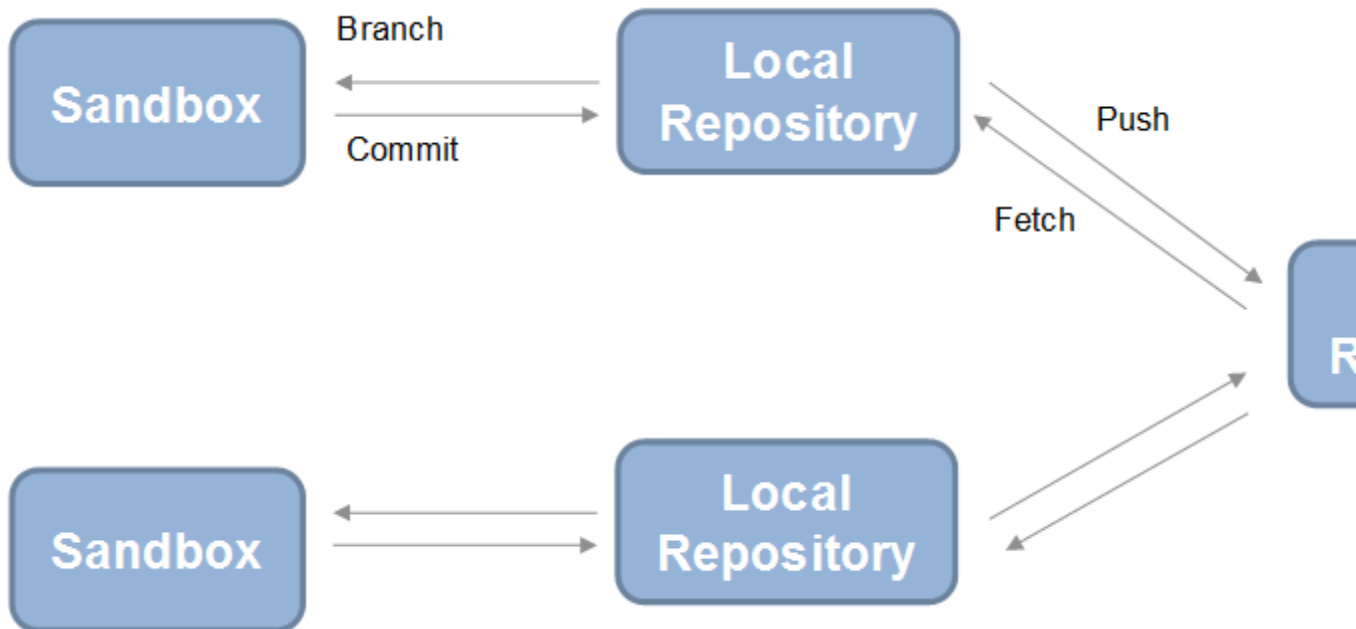 Branch
Sandbox
Commit
Local
Repository
Push
Fetch
R
Sandbox
Local
Repository